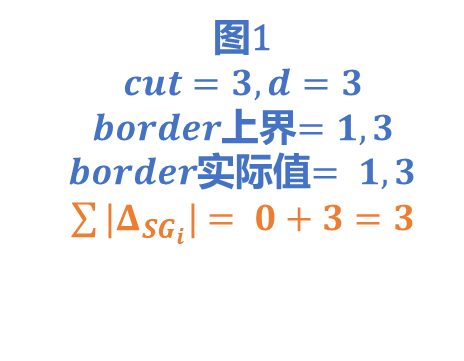 图1
cut = 3, d = 3
border上界= 1, 3
border实际值= 1, 3
∑|Δ_{SG_i}| = 0 + 3 = 3